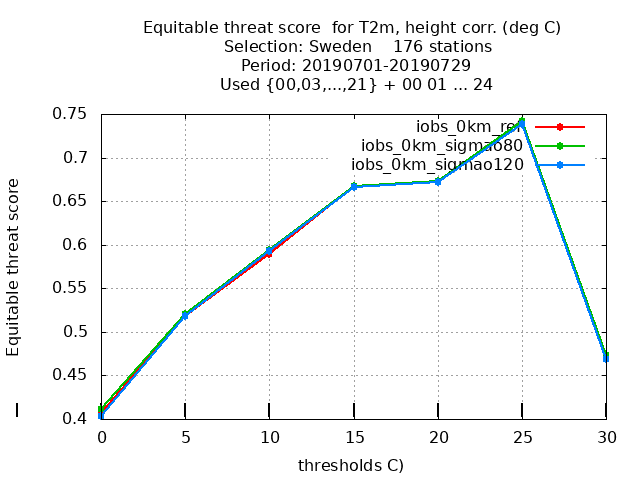 Equitable threat score for T2m, height corr. (deg C)
Selection: Sweden 176 stations
Period: 20190701-20190729
Used {00,03,...,21} + 00 01 ... 24
iobs_0km_ref
iobs_0km_sigmao80
iobs_0km_sigmao120
Equitable threat score
0.75
0.7
0.65
0.6
0.55
0.5
0.45
0.4
0 5 10 15 20 25 30
thresholds C)